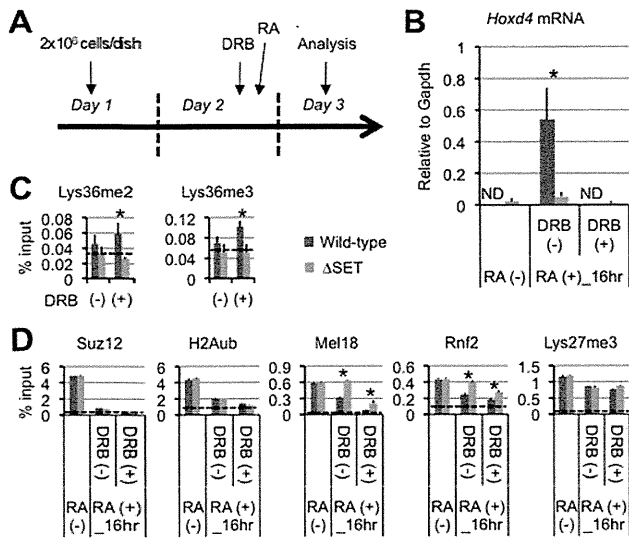 A
2x10⁶ cells/dish
DRB
RA
Analysis
Day 1
Day 2
Day 3
B
Hoxd4 mRNA
Relative to Gapdh
1
0.8
0.6
0.4
0.2
0
*
ND
ND
DRB (-)
DRB (+)
RA (-)
RA (+)_16hr
C
Lys36me2
% input
0.08
0.06
0.04
0.02
0
*
DRB (-) (+)
Lys36me3
0.12
0.08
0.04
0
*
(-) (+)
Wild-type
ΔSET
D
Suz12
% input
6
4
2
0
DRB (-)
DRB (+)
RA (-)
RA (+) _16hr
H2Aub
6
4
2
0
DRB (-)
DRB (+)
RA (-)
RA (+) _16hr
Mel18
0.9
0.6
0.3
0
*
*
DRB (-)
DRB (+)
RA (-)
RA (+) _16hr
Rnf2
0.6
0.4
0.2
0
*
*
DRB (-)
DRB (+)
RA (-)
RA (+) _16hr
Lys27me3
1.5
1
0.5
0
DRB (-)
DRB (+)
RA (-)
RA (+) _16hr